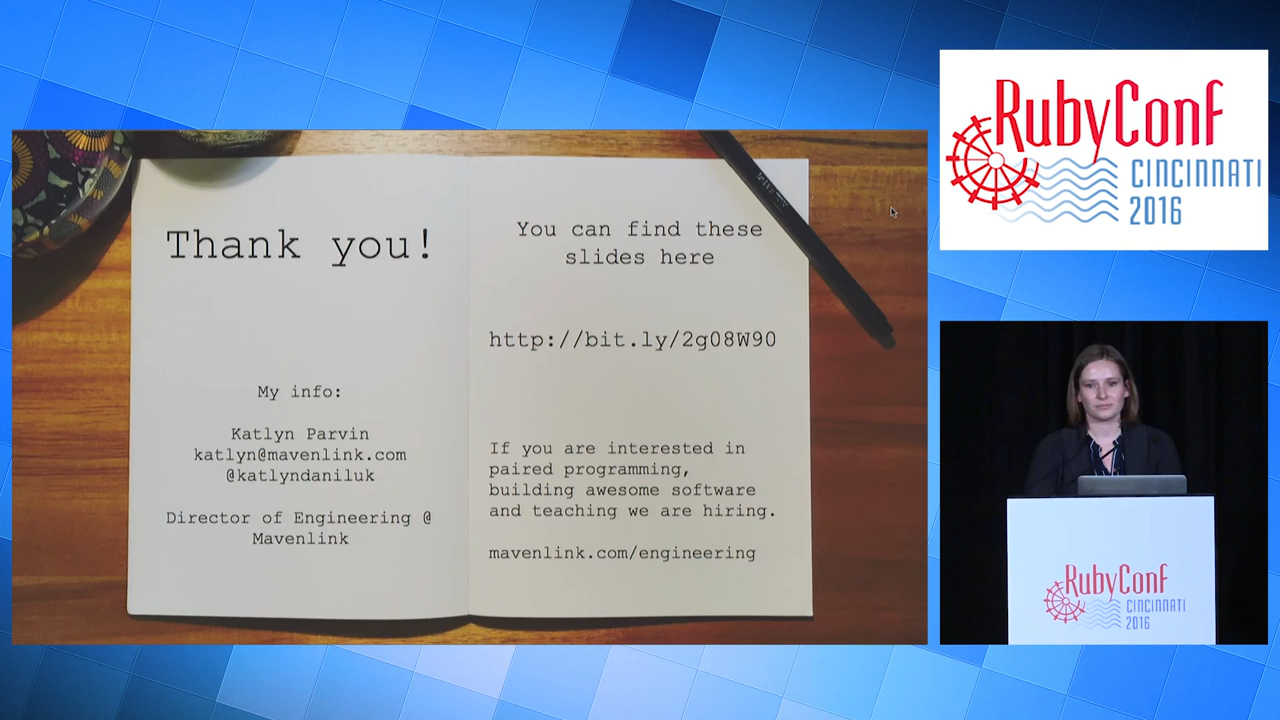 Thank you!
My info:
Katlyn Parvin
katlyn@mavenlink.com
@katlyndaniluk
Director of Engineering @
Mavenlink
You can find these
slides here
http://bit.ly/2g08W90
If you are interested in
paired programming,
building awesome software
and teaching we are hiring.
mavenlink.com/engineering
RubyConf
CINCINNATI
2016
RubyConf
CINCINNATI
2016